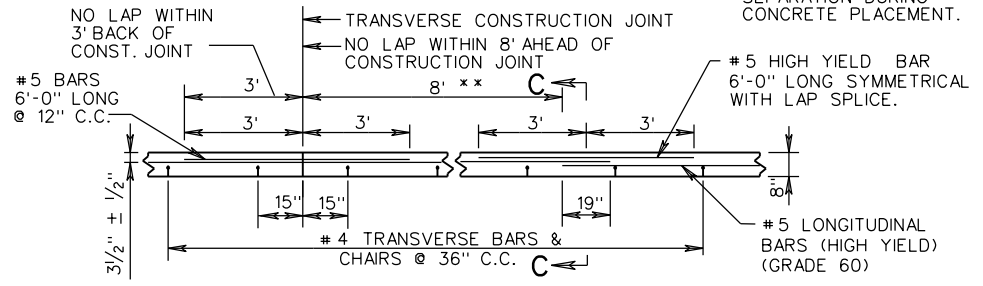 NO LAP WITHIN
3' BACK OF
CONST. JOINT
TRANSVERSE CONSTRUCTION JOINT
NO LAP WITHIN 8' AHEAD OF
CONSTRUCTION JOINT
CONCRETE PLACEMENT.
#5 BARS
6'-0" LONG
@ 12" C.C.
#5 HIGH YIELD BAR
6'-0" LONG SYMMETRICAL
WITH LAP SPLICE.
3'
8' **
C
3'
3'
3'
3'
3½" ± ½"
8"
15"
15"
19"
#4 TRANSVERSE BARS &
CHAIRS @ 36" C.C.
C
#5 LONGITUDINAL
BARS (HIGH YIELD)
(GRADE 60)